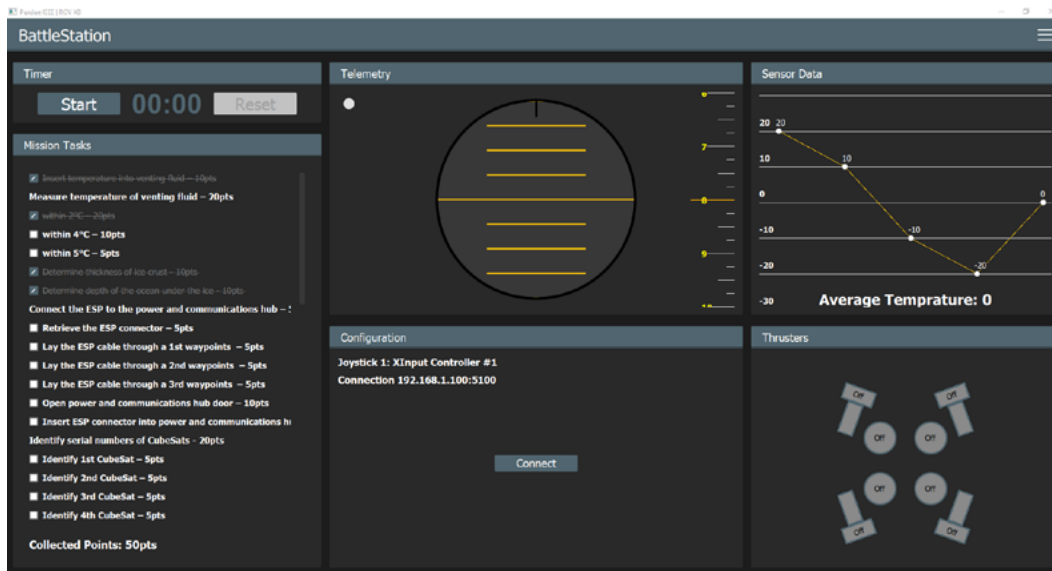 BattleStation
Timer
Start 00:00 Reset
Mission Tasks
Insert temperature into venting fluid – 10pts
Measure temperature of venting fluid – 20pts
within 2°C – 20pts
within 4°C – 10pts
within 5°C – 5pts
Determine thickness of ice crust – 10pts
Determine depth of the ocean under the ice – 10pts
Connect the ESP to the power and communications hub –
Retrieve the ESP connector – 5pts
Lay the ESP cable through a 1st waypoints – 5pts
Lay the ESP cable through a 2nd waypoints – 5pts
Lay the ESP cable through a 3rd waypoints – 5pts
Open power and communications hub door – 10pts
Insert ESP connector into power and communications
Identify serial numbers of CubeSats - 20pts
Identify 1st CubeSat – 5pts
Identify 2nd CubeSat – 5pts
Identify 3rd CubeSat – 5pts
Identify 4th CubeSat – 5pts
Collected Points: 50pts
Telemetry
7
8
9
Configuration
Joystick 1: XInput Controller #1
Connection 192.168.1.100:5100
Connect
Sensor Data
20 20
10 10
0 0
-10 -10
-20 -20
-30 Average Temprature: 0
Thrusters
Off Off
Off Off
Off Off
Off Off